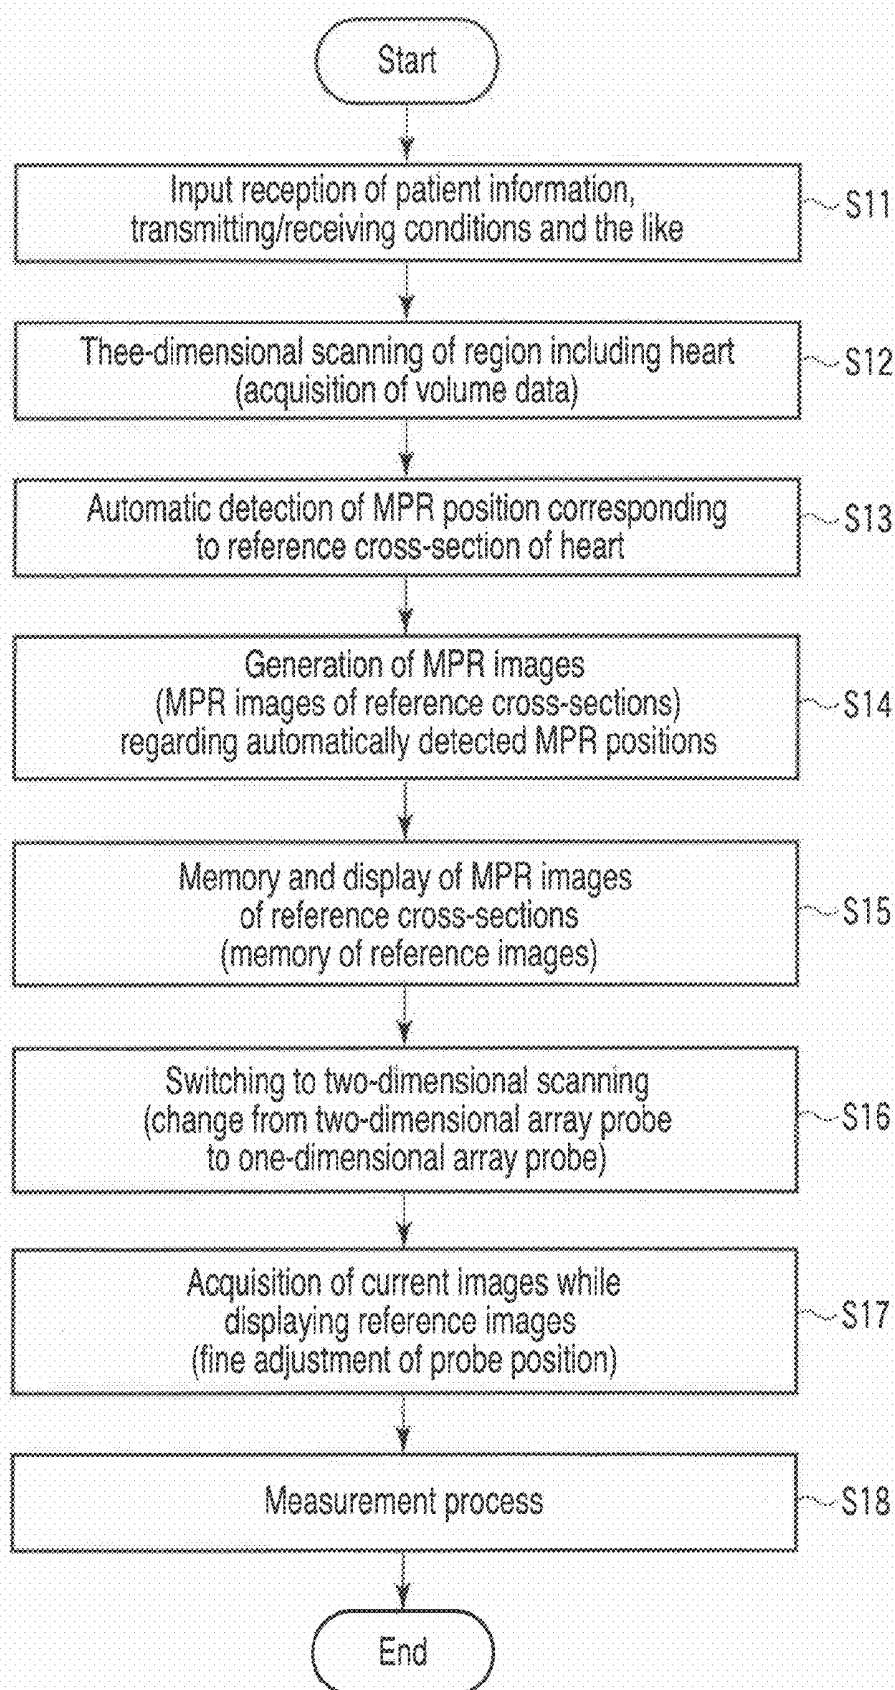 Start
Input reception of patient information,
transmitting/receiving conditions and the like
S11
Thee-dimensional scanning of region including heart
(acquisition of volume data)
S12
Automatic detection of MPR position corresponding
to reference cross-section of heart
S13
Generation of MPR images
(MPR images of reference cross-sections)
regarding automatically detected MPR positions
S14
Memory and display of MPR images
of reference cross-sections
(memory of reference images)
S15
Switching to two-dimensional scanning
(change from two-dimensional array probe
to one-dimensional array probe)
S16
Acquisition of current images while
displaying reference images
(fine adjustment of probe position)
S17
Measurement process
S18
End